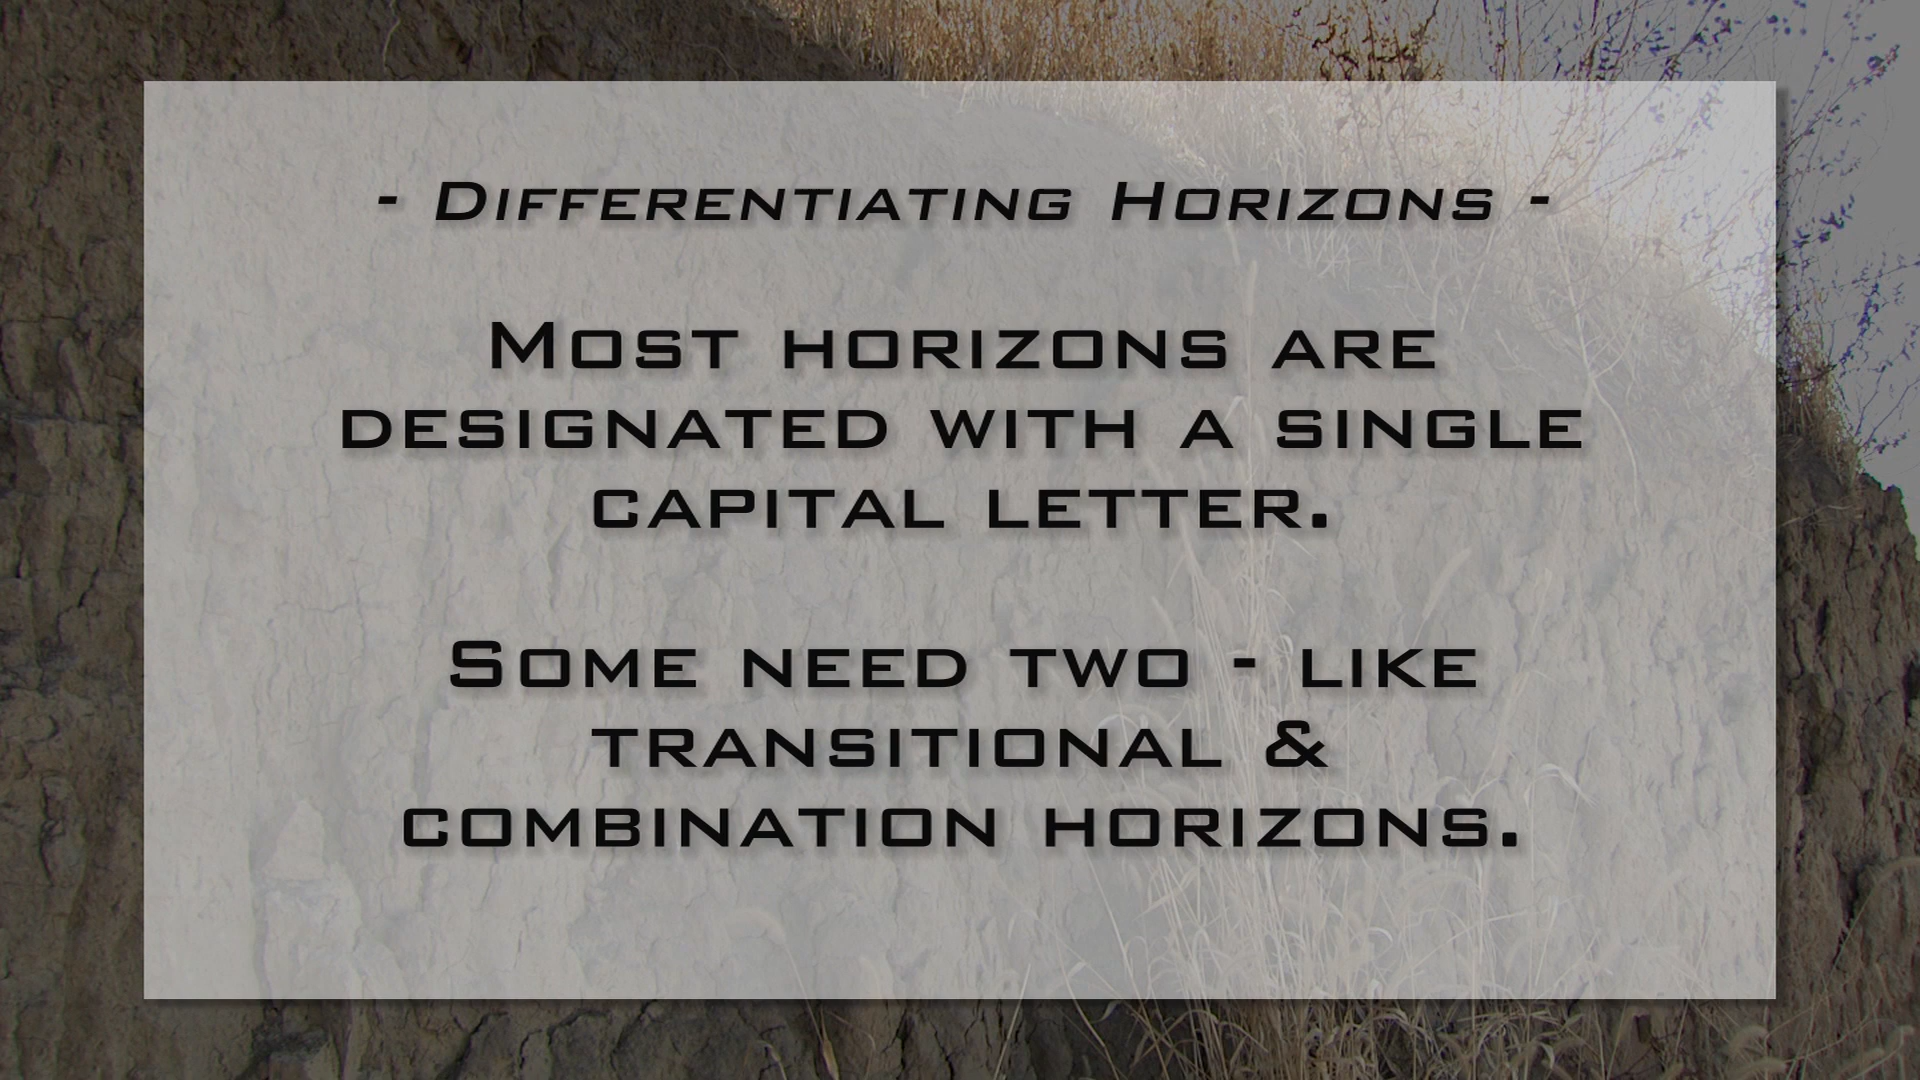 - Differentiating Horizons -
Most horizons are
designated with a single
capital letter.
Some need two - like
transitional &
combination horizons.